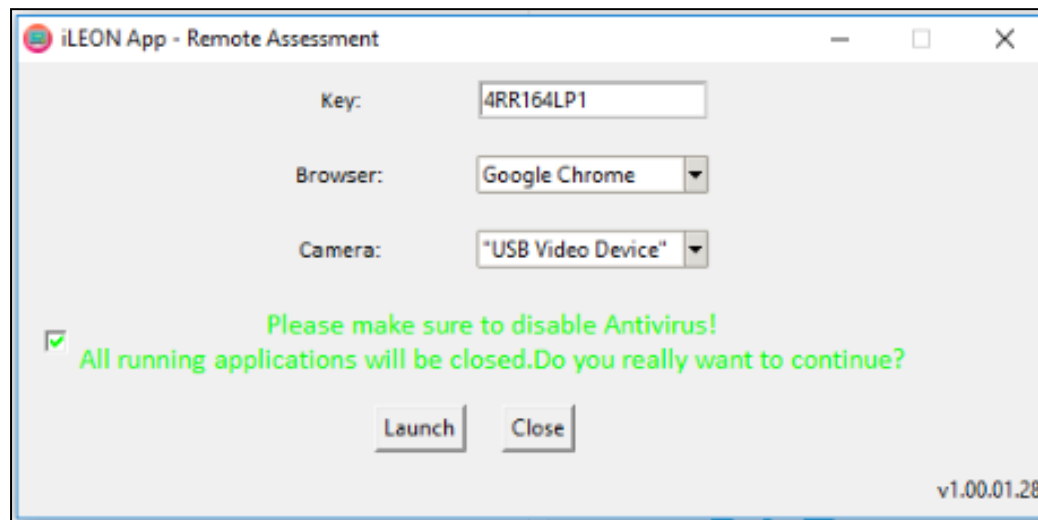 iLEON App - Remote Assessment
Key: 4RR164LP1
Browser: Google Chrome
Camera: "USB Video Device"
Please make sure to disable Antivirus!
All running applications will be closed.Do you really want to continue?
Launch Close
v1.00.01.28